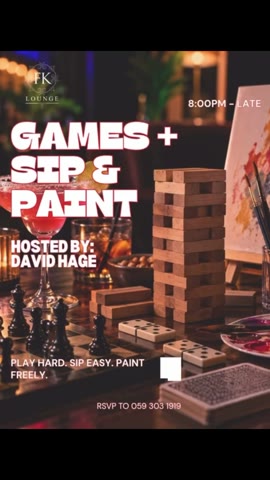 FK
LOUNGE
8:00PM - LATE
GAMES +
SIP &
PAINT
HOSTED BY:
DAVID HAGE
PLAY HARD. SIP EASY. PAINT
FREELY.
RSVP TO 059 303 1919